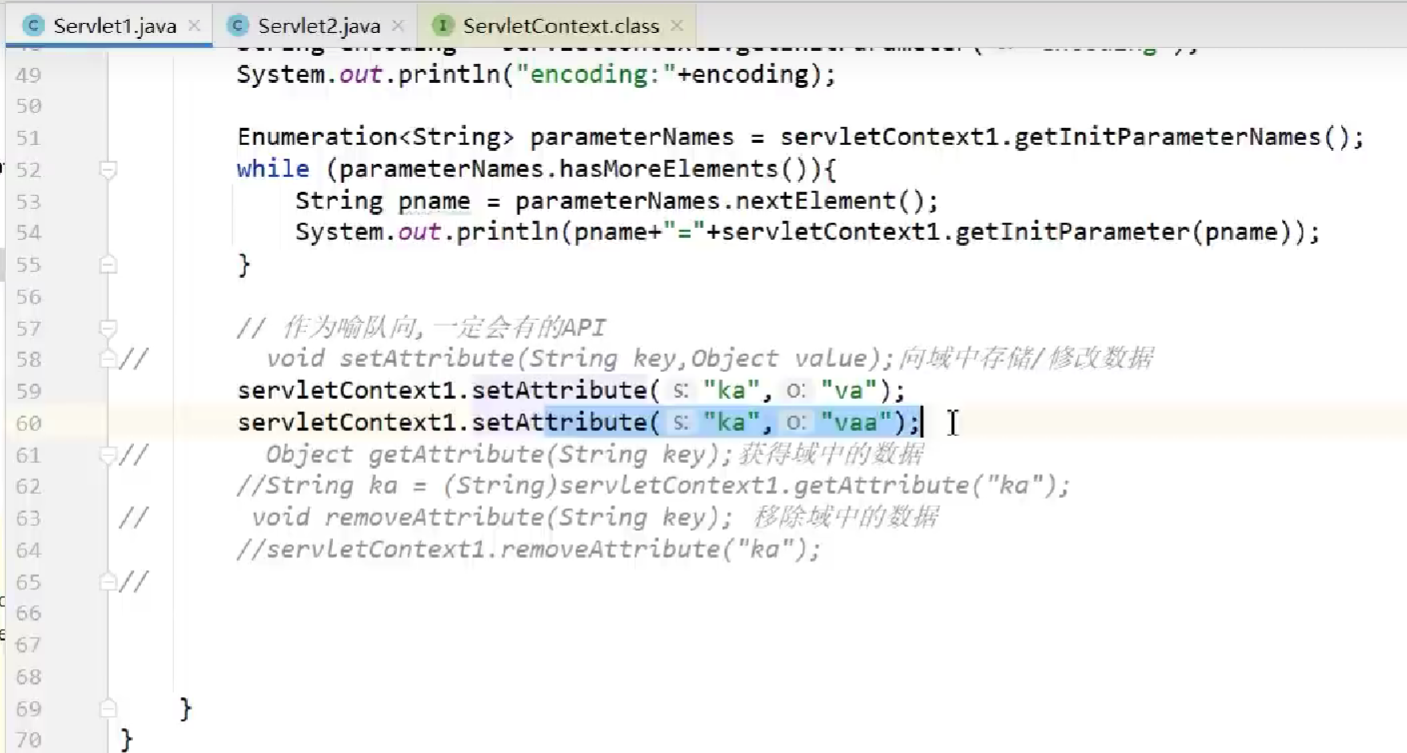 Servlet1.java Servlet2.java ServletContext.class
49 System.out.println("encoding:"+encoding);
50
51 Enumeration<String> parameterNames = servletContext1.getInitParameterNames();
52 while (parameterNames.hasMoreElements()){
53 String pname = parameterNames.nextElement();
54 System.out.println(pname+"="+servletContext1.getInitParameter(pname));
55 }
56
57 // 作为喻队向,一定会有的API
58 // void setAttribute(String key,Object value);向域中存储/修改数据
59 servletContext1.setAttribute( s: "ka", o: "va");
60 servletContext1.setAttribute( s: "ka", o: "vaa");
61 // Object getAttribute(String key);获得域中的数据
62 //String ka = (String)servletContext1.getAttribute("ka");
63 // void removeAttribute(String key); 移除域中的数据
64 //servletContext1.removeAttribute("ka");
65 //
66
67
68
69 }
70 }